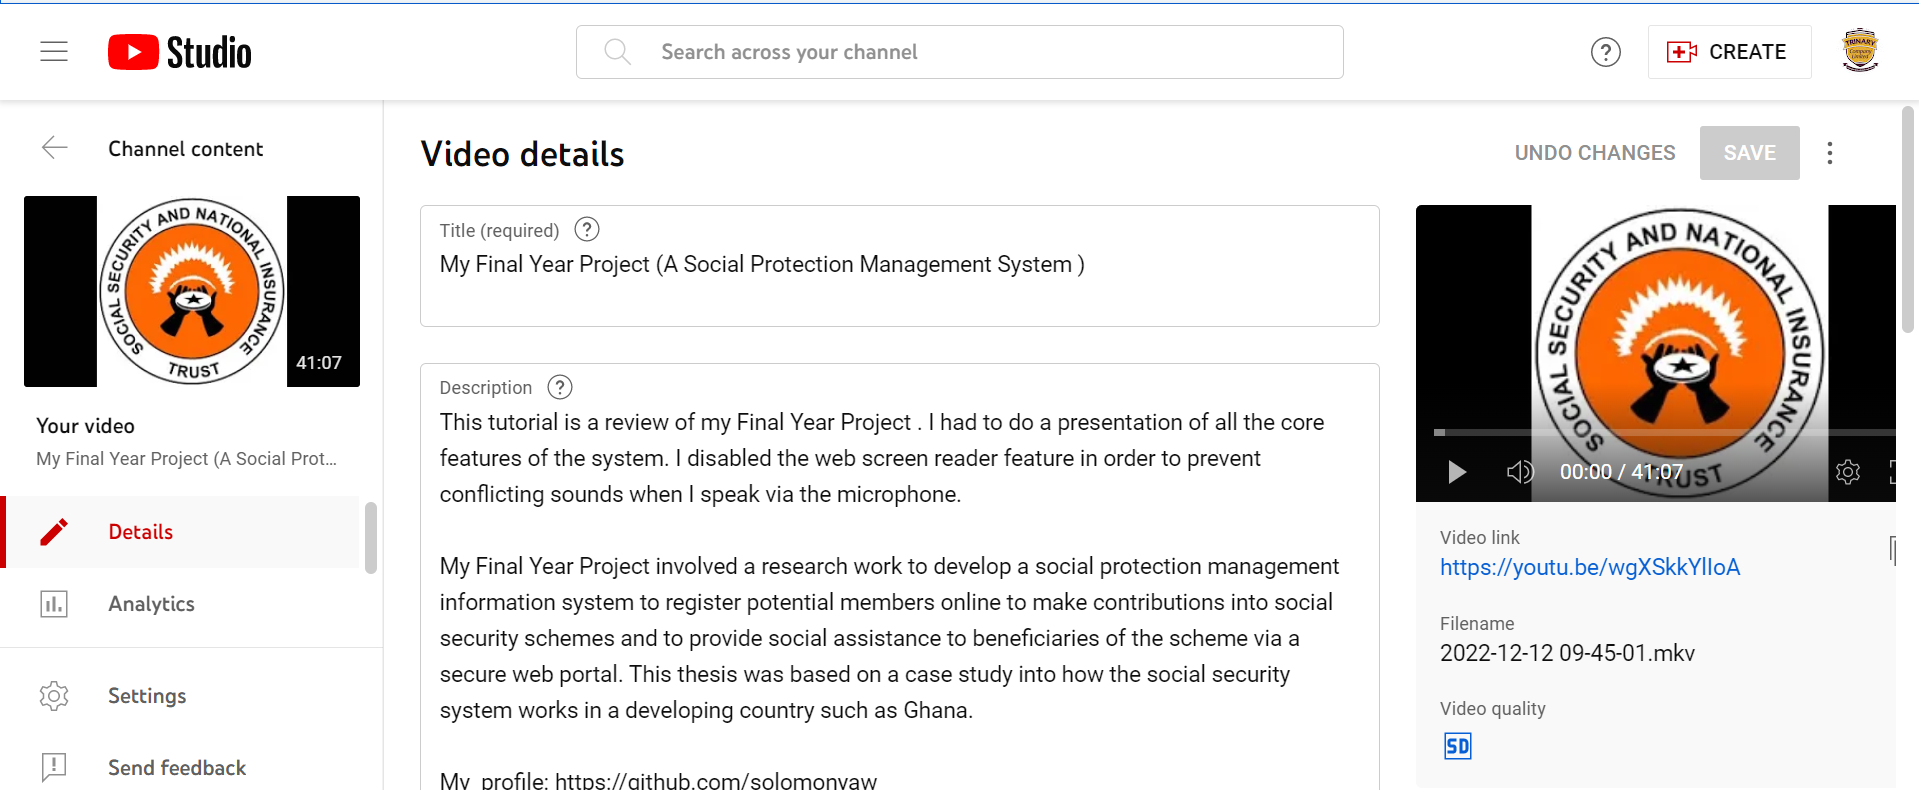 Studio
Search across your channel
?
CREATE
TRINARY
Company
Limited
Channel content
SOCIAL SECURITY AND NATIONAL INSURANCE
TRUST
41:07
Your video
My Final Year Project (A Social Prot...
Details
Analytics
Settings
Send feedback
Video details
UNDO CHANGES
SAVE
Title (required) ?
My Final Year Project (A Social Protection Management System )
Description ?
This tutorial is a review of my Final Year Project . I had to do a presentation of all the core
features of the system. I disabled the web screen reader feature in order to prevent
conflicting sounds when I speak via the microphone.
My Final Year Project involved a research work to develop a social protection management
information system to register potential members online to make contributions into social
security schemes and to provide social assistance to beneficiaries of the scheme via a
secure web portal. This thesis was based on a case study into how the social security
system works in a developing country such as Ghana.
My profile: https://github.com/solomonyaw
SOCIAL SECURITY AND NATIONAL INSURANCE
TRUST
00:00 / 41:07
Video link
https://youtu.be/wgXSkkYlIoA
Filename
2022-12-12 09-45-01.mkv
Video quality
SD